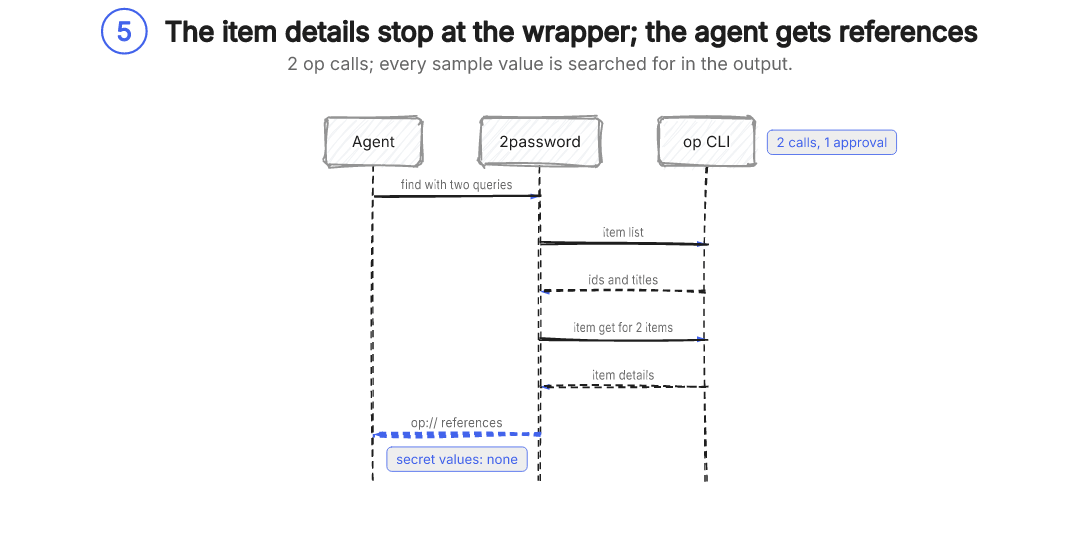 5
The item details stop at the wrapper; the agent gets references
2 op calls; every sample value is searched for in the output.
Agent
2password
op CLI
2 calls, 1 approval
find with two queries
item list
ids and titles
item get for 2 items
item details
op:// references
secret values: none